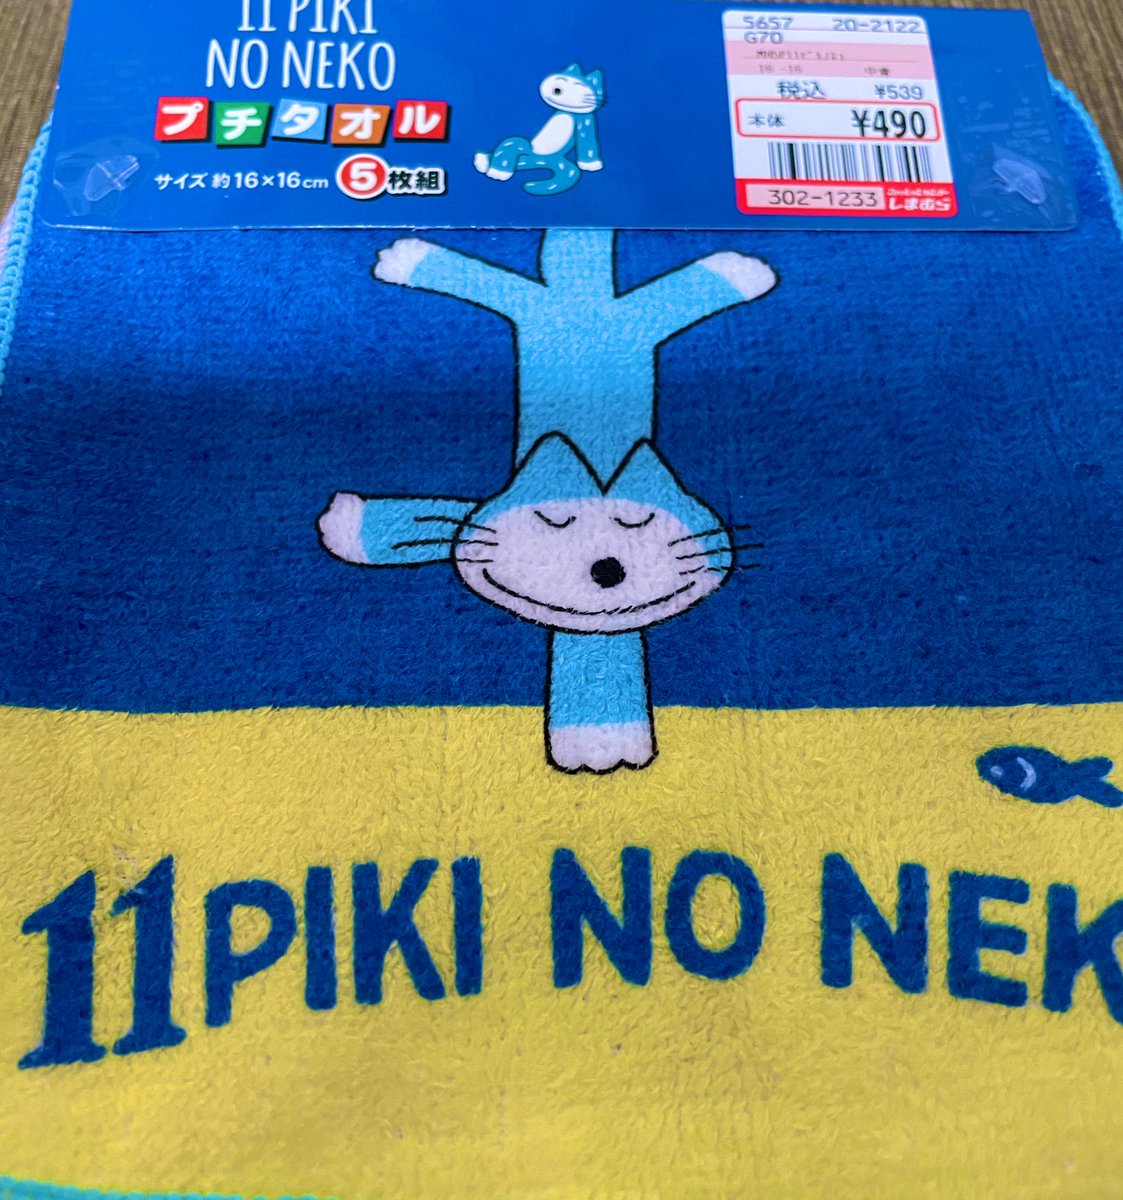 11 PIKI
NO NEKO
プチタオル
サイズ 約16×16cm 5枚組
5657 20-2122
G70
税込 ¥539
本体 ¥490
302-1233 しまむら
11PIKI NO NEK